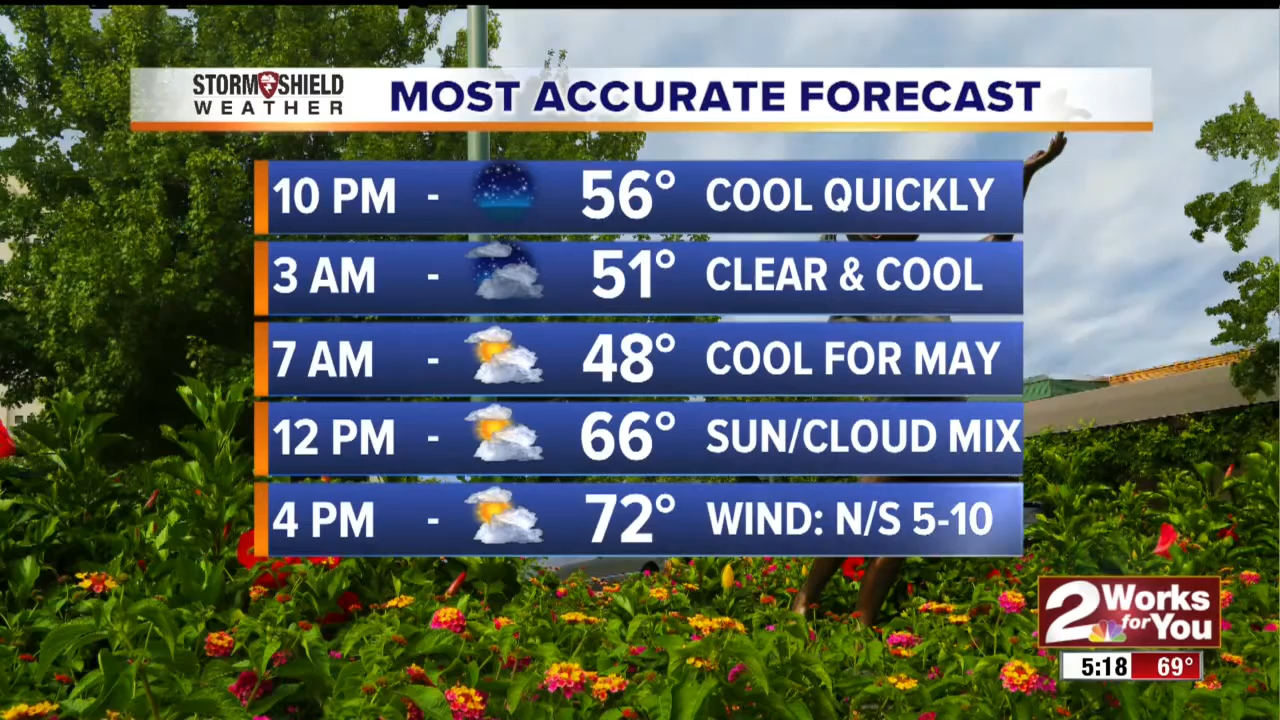 STORM SHIELD
WEATHER
MOST ACCURATE FORECAST
10 PM - 56° COOL QUICKLY
3 AM - 51° CLEAR & COOL
7 AM - 48° COOL FOR MAY
12 PM - 66° SUN/CLOUD MIX
4 PM - 72° WIND: N/S 5-10
2 Works
for You
5:18 69°